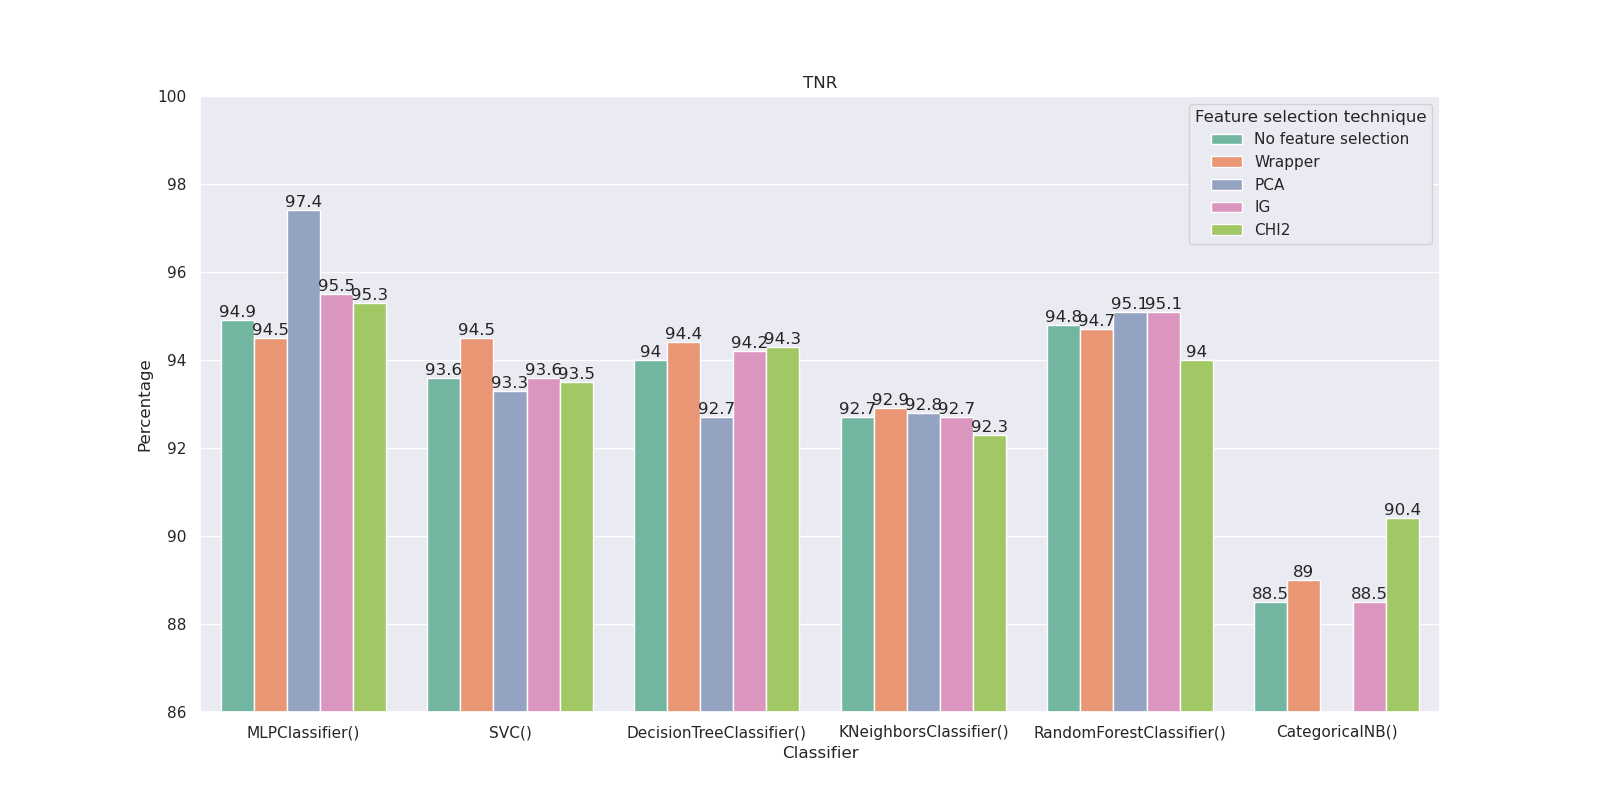 TNR
100
98
96
94
92
90
88
86
Percentage
Feature selection technique
No feature selection
Wrapper
PCA
IG
CHI2
94.9
94.5
97.4
95.5
95.3
93.6
94.5
93.3
93.6
93.5
94
94.4
92.7
94.2
94.3
92.7
92.9
92.8
92.7
92.3
94.8
94.7
95.1
95.1
94
88.5
89
88.5
90.4
MLPClassifier()
SVC()
DecisionTreeClassifier()
KNeighborsClassifier()
RandomForestClassifier()
CategoricalNB()
Classifier